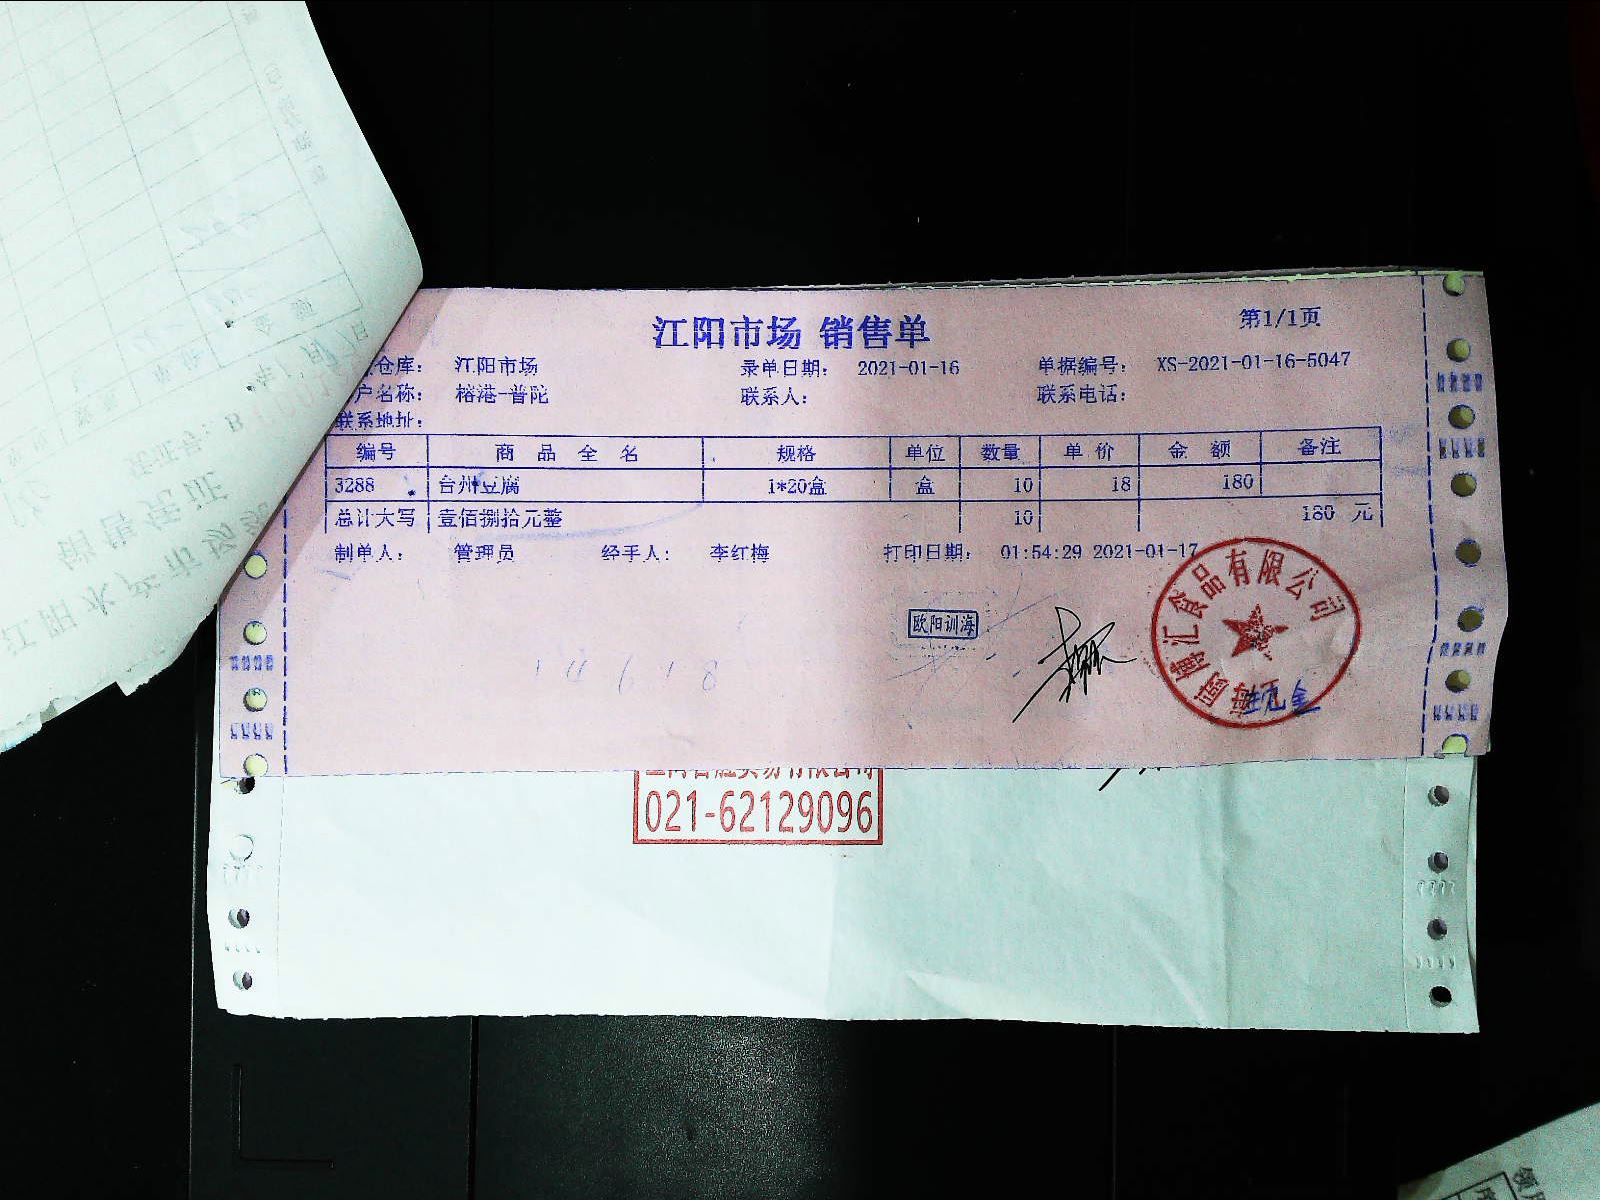 江阳市场 销售单
第1/1页
仓库： 江阳市场 录单日期： 2021-01-16 单据编号： XS-2021-01-16-5047
户名称： 榕港-普陀 联系人： 联系电话：
联系地址：
编号 商品全名 规格 单位 数量 单价 金额 备注
3288 台州豆腐 1*20盒 盒 10 18 180
总计大写 壹佰捌拾元整 10 180 元
制单人： 管理员 经手人： 李红梅 打印日期： 01:54:29 2021-01-17
欧阳训海
博汇食品有限公司
现金
021-62129096